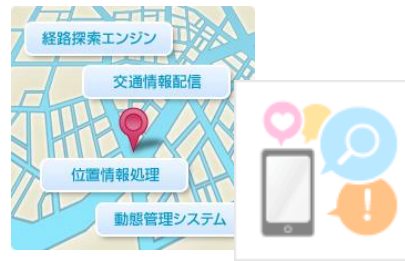 経路探索エンジン
交通情報配信
位置情報処理
動態管理システム
!